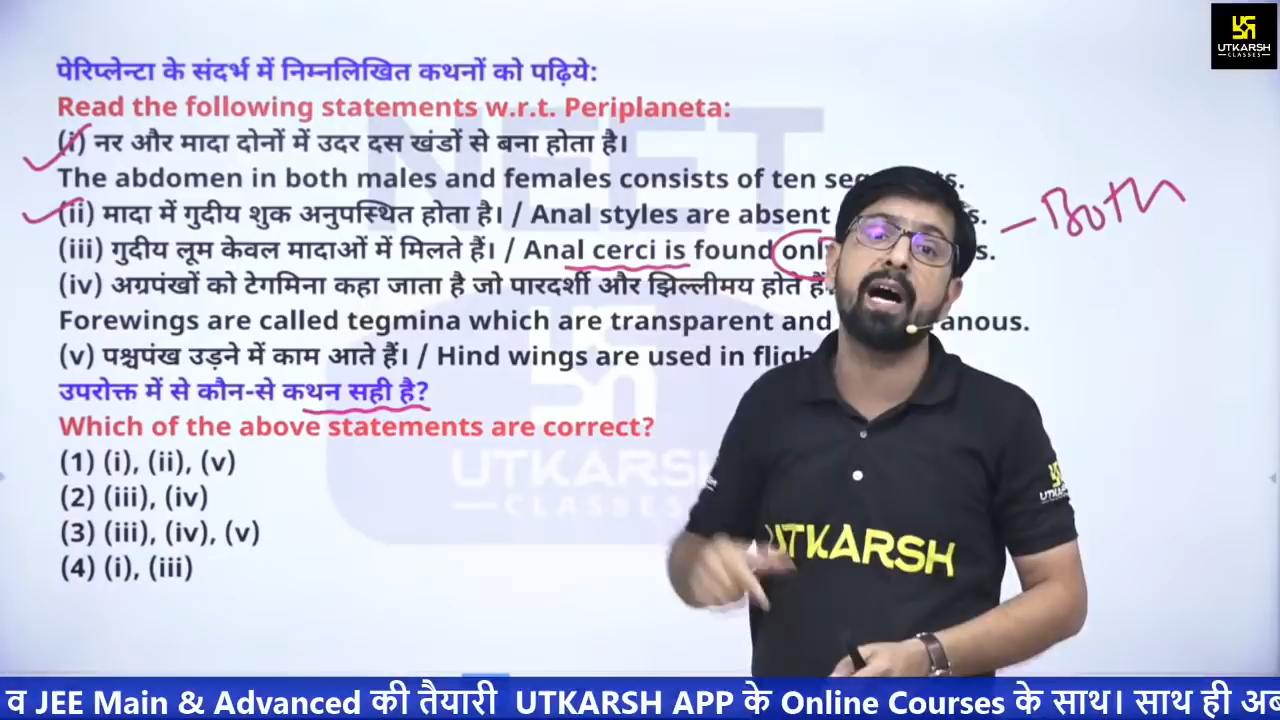 UTKARSH
CLASSES
पेरिप्लेन्टा के संदर्भ में निम्नलिखित कथनों को पढ़िये:
Read the following statements w.r.t. Periplaneta:
(i) नर और मादा दोनों में उदर दस खंडों से बना होता है।
The abdomen in both males and females consists of ten
(ii) मादा में गुदीय शुक अनुपस्थित होता है। / Anal styles are absent
Both
(iii) गुदीय लूम केवल मादाओं में मिलते हैं। / Anal cerci is found
(iv) अग्रपंखों को टेगमिना कहा जाता है जो पारदर्शी और झिल्लीमय होते हैं
Forewings are called tegmina which are transparent and
(v) पश्चपंख उड़ने में काम आते हैं। / Hind wings are used in
उपरोक्त में से कौन-से कथन सही है?
Which of the above statements are correct?
(1) (i), (ii), (v)
(2) (iii), (iv)
(3) (iii), (iv), (v)
(4) (i), (iii)
NEET
UTKARSH
CLASSES
UTKARSH
व JEE Main & Advanced की तैयारी UTKARSH APP के Online Courses के साथ। साथ ही